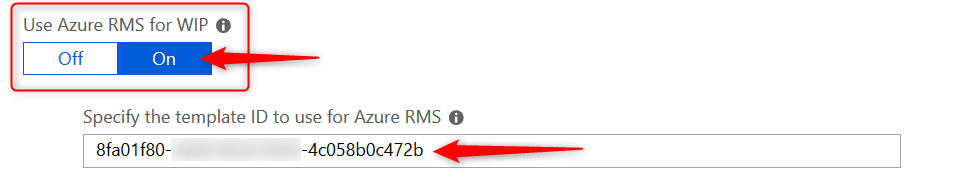 Use Azure RMS for WIP
Off On
Specify the template ID to use for Azure RMS
8fa01f80- -4c058b0c472b